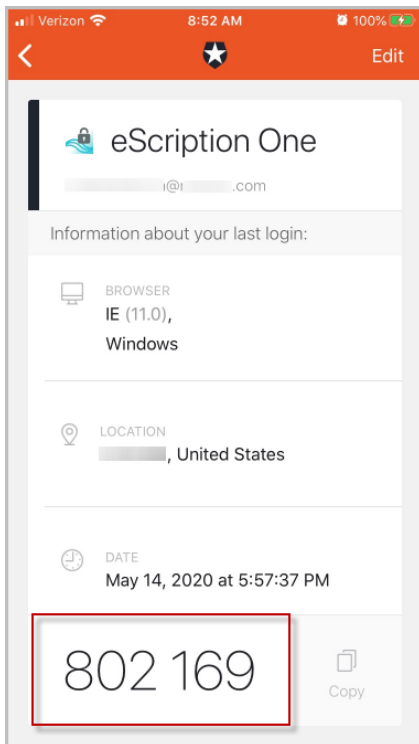 Verizon 8:52 AM 100%
Edit
eScription One
@r .com
Information about your last login:
BROWSER
IE (11.0),
Windows
LOCATION
, United States
DATE
May 14, 2020 at 5:57:37 PM
802 169
Copy